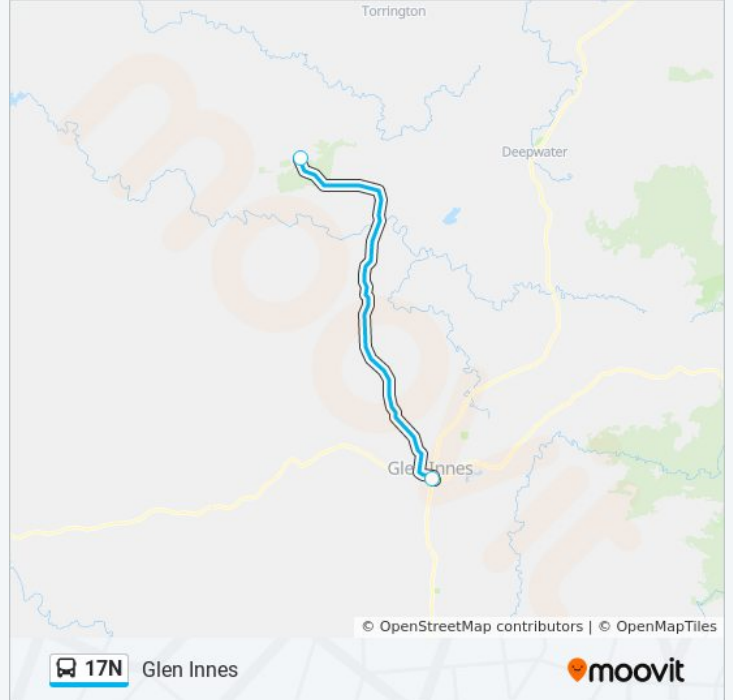 Torrington
Deepwater
Glen Innes
© OpenStreetMap contributors | © OpenMapTiles
17N Glen Innes
moovit